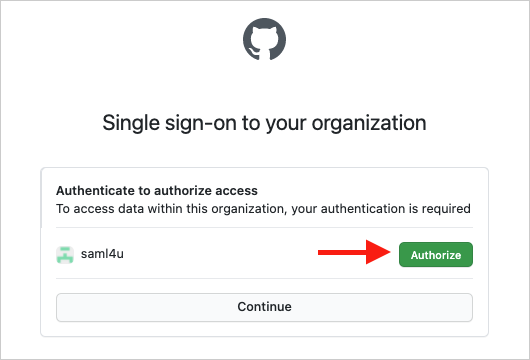 Single sign-on to your organization
Authenticate to authorize access
To access data within this organization, your authentication is required
saml4u
Authorize
Continue